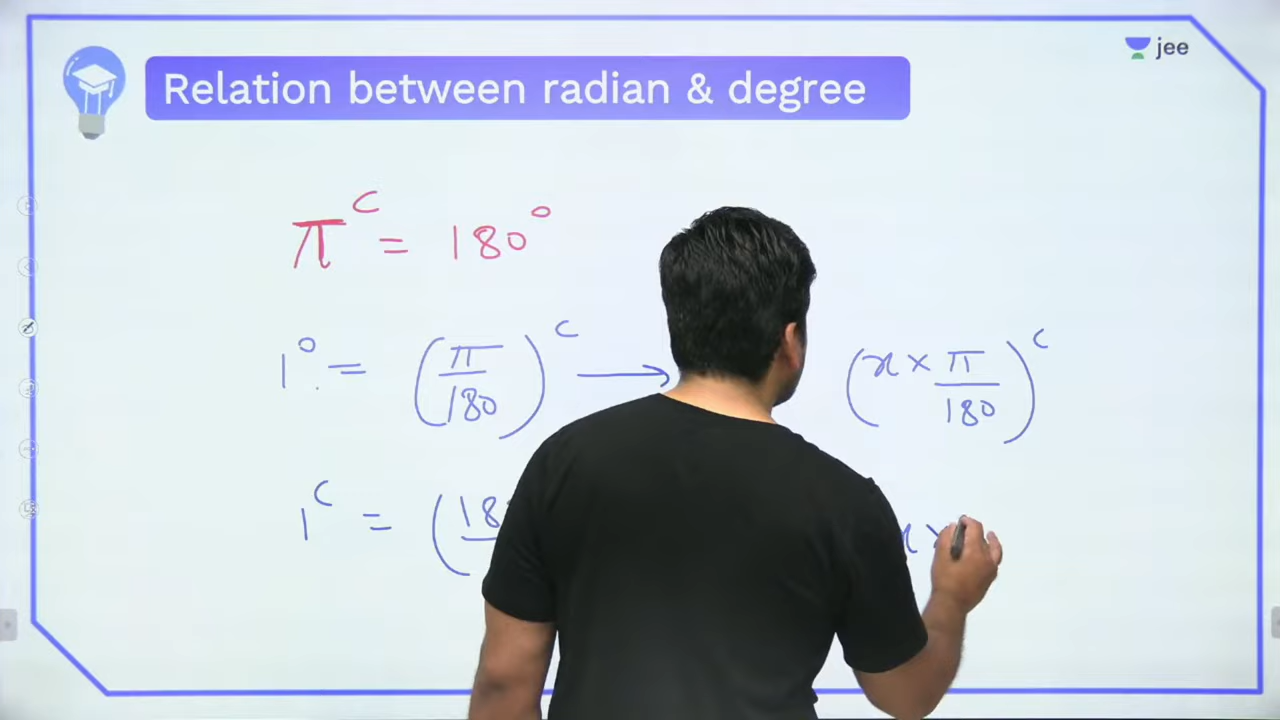 jee
Relation between radian & degree
π^c = 180°
1° = (π/180)^c → (x × π/180)^c
1^c = (18